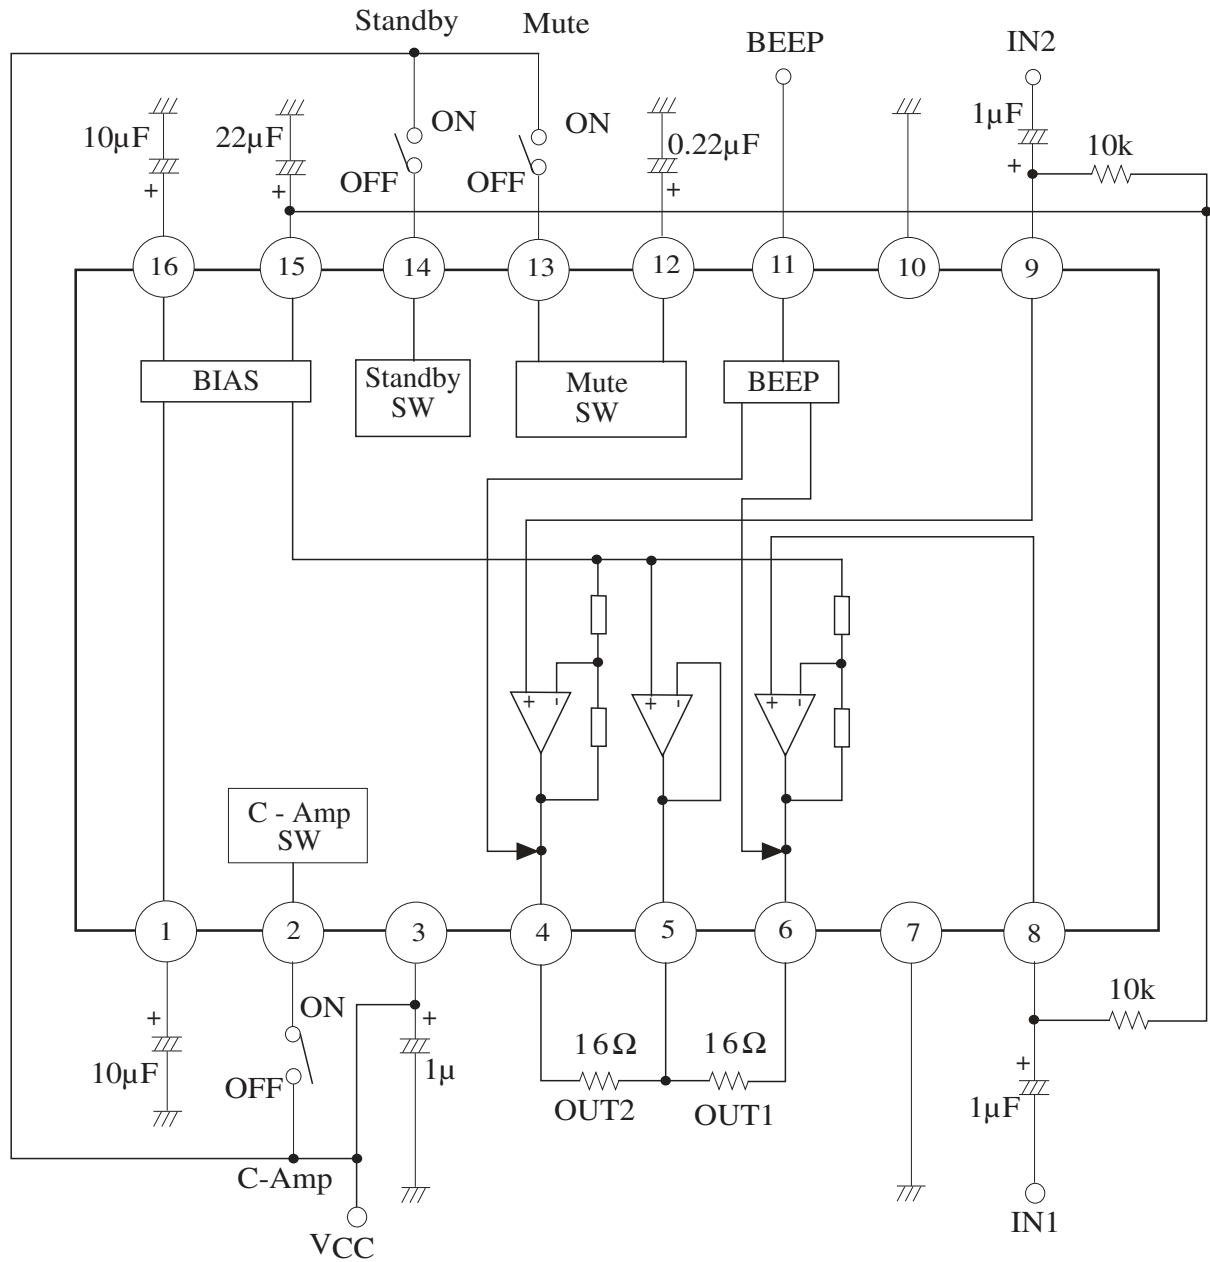 Standby
Mute
BEEP
IN2
10µF
22µF
ON
OFF
ON
OFF
0.22µF
1µF
10k
+
+
+
+
16
15
14
13
12
11
10
9
BIAS
Standby
SW
Mute
SW
BEEP
+
-
+
-
+
-
C - Amp
SW
1
2
3
4
5
6
7
8
+
10µF
ON
OFF
C-Amp
+
1µ
16Ω
OUT2
16Ω
OUT1
10k
+
1µF
IN1
VCC